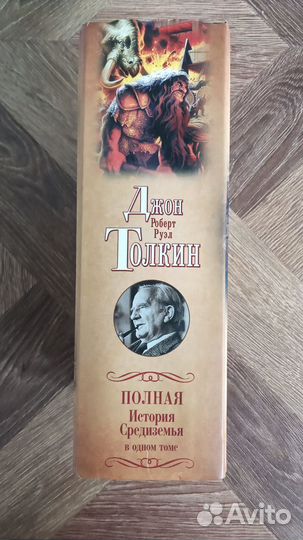 Джон
Роберт
Руэл
Толкин
ПОЛНАЯ
История
Средиземья
в одном томе
Avito